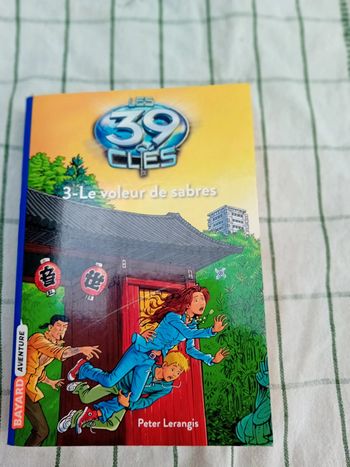 LES
39
CLÉS
3-Le voleur de sabres
Peter Lerangis
BAYARD AVENTURE